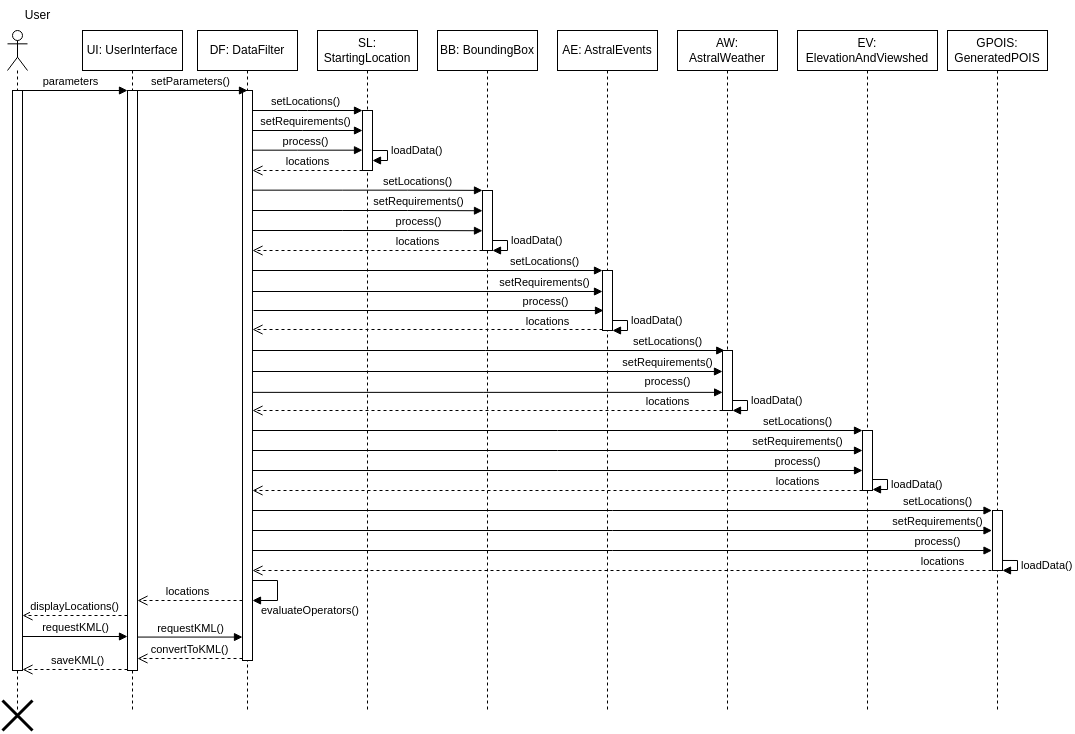 User
UI: UserInterface
DF: DataFilter
SL:
StartingLocation
BB: BoundingBox
AE: AstralEvents
AW:
AstralWeather
EV:
ElevationAndViewshed
GPOIS:
GeneratedPOIS
parameters
setParameters()
setLocations()
setRequirements()
process()
loadData()
locations
setLocations()
setRequirements()
process()
locations
loadData()
setLocations()
setRequirements()
process()
locations
loadData()
setLocations()
setRequirements()
process()
locations
loadData()
setLocations()
setRequirements()
process()
locations
loadData()
setLocations()
setRequirements()
process()
locations
loadData()
locations
displayLocations()
evaluateOperators()
requestKML()
requestKML()
convertToKML()
saveKML()